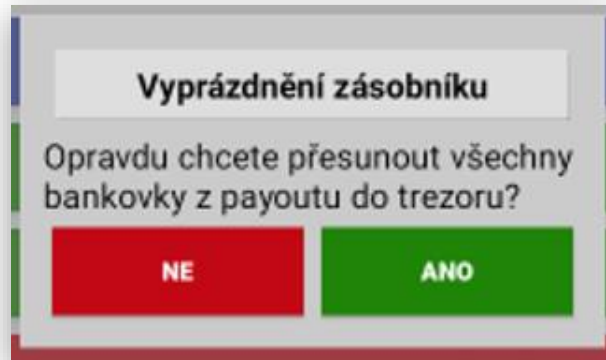 Vyprázdnění zásobníku
Opravdu chcete přesunout všechny
bankovky z payoutu do trezoru?
NE
ANO